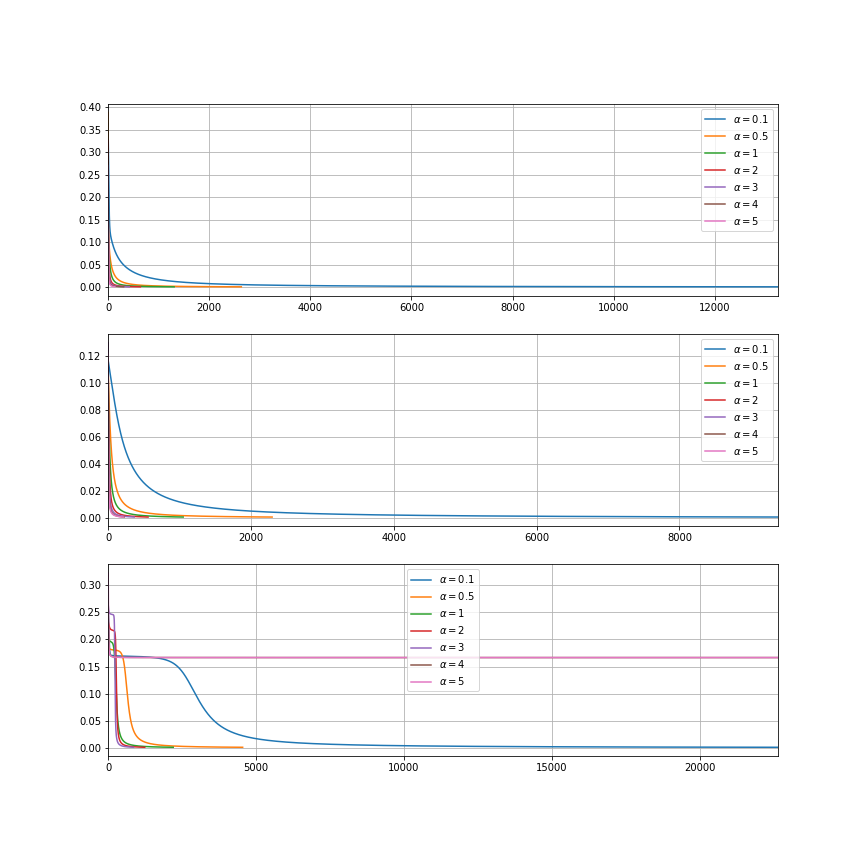 0.40
0.35
0.30
0.25
0.20
0.15
0.10
0.05
0.00
0 2000 4000 6000 8000 10000 12000
α = 0.1
α = 0.5
α = 1
α = 2
α = 3
α = 4
α = 5
0.12
0.10
0.08
0.06
0.04
0.02
0.00
0 2000 4000 6000 8000
α = 0.1
α = 0.5
α = 1
α = 2
α = 3
α = 4
α = 5
0.30
0.25
0.20
0.15
0.10
0.05
0.00
0 5000 10000 15000 20000
α = 0.1
α = 0.5
α = 1
α = 2
α = 3
α = 4
α = 5